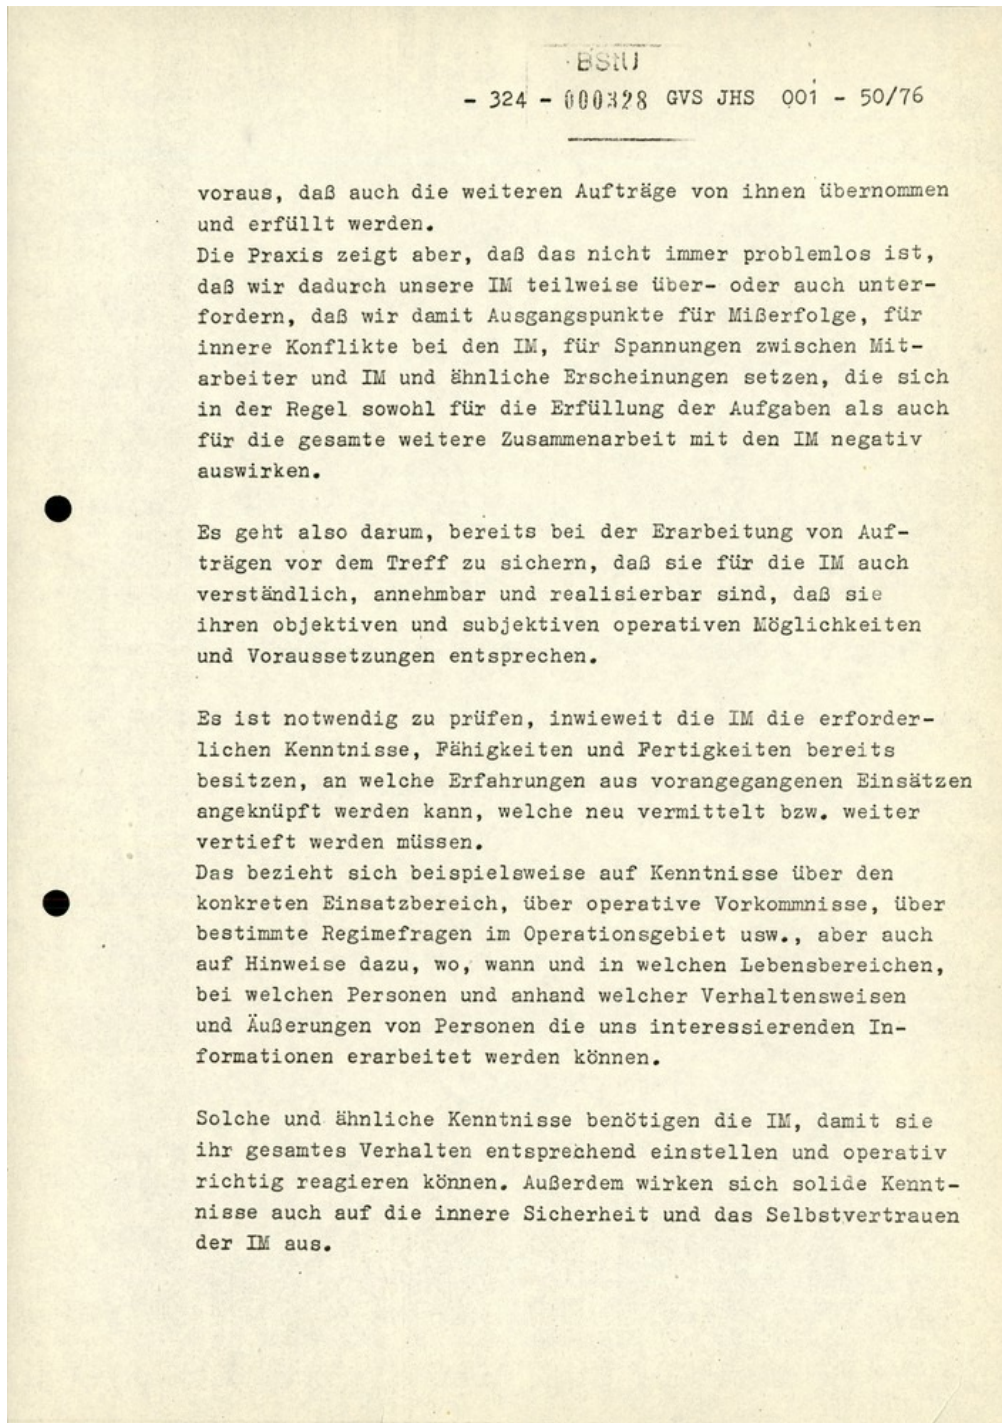 BStU
- 324 - 000328 GVS JHS 001 - 50/76
voraus, daß auch die weiteren Aufträge von ihnen übernommen
und erfüllt werden.
Die Praxis zeigt aber, daß das nicht immer problemlos ist,
daß wir dadurch unsere IM teilweise über- oder auch unter-
fordern, daß wir damit Ausgangspunkte für Mißerfolge, für
innere Konflikte bei den IM, für Spannungen zwischen Mit-
arbeiter und IM und ähnliche Erscheinungen setzen, die sich
in der Regel sowohl für die Erfüllung der Aufgaben als auch
für die gesamte weitere Zusammenarbeit mit den IM negativ
auswirken.
Es geht also darum, bereits bei der Erarbeitung von Auf-
trägen vor dem Treff zu sichern, daß sie für die IM auch
verständlich, annehmbar und realisierbar sind, daß sie
ihren objektiven und subjektiven operativen Möglichkeiten
und Voraussetzungen entsprechen.
Es ist notwendig zu prüfen, inwieweit die IM die erforder-
lichen Kenntnisse, Fähigkeiten und Fertigkeiten bereits
besitzen, an welche Erfahrungen aus vorangegangenen Einsätzen
angeknüpft werden kann, welche neu vermittelt bzw. weiter
vertieft werden müssen.
Das bezieht sich beispielsweise auf Kenntnisse über den
konkreten Einsatzbereich, über operative Vorkommnisse, über
bestimmte Regimefragen im Operationsgebiet usw., aber auch
auf Hinweise dazu, wo, wann und in welchen Lebensbereichen,
bei welchen Personen und anhand welcher Verhaltensweisen
und Äußerungen von Personen die uns interessierenden In-
formationen erarbeitet werden können.
Solche und ähnliche Kenntnisse benötigen die IM, damit sie
ihr gesamtes Verhalten entsprechend einstellen und operativ
richtig reagieren können. Außerdem wirken sich solide Kennt-
nisse auch auf die innere Sicherheit und das Selbstvertrauen
der IM aus.